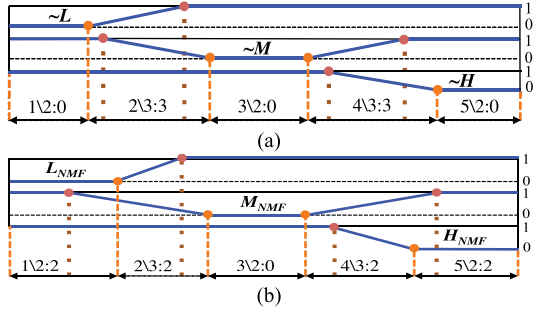 ~L 1
0
1
~M 0
1
~H 0
1\2:0 2\3:3 3\2:0 4\3:3 5\2:0
(a)
L_NMF 1
0
M_NMF 1
0
1
H_NMF 0
1\2:2 2\3:2 3\2:0 4\3:2 5\2:2
(b)